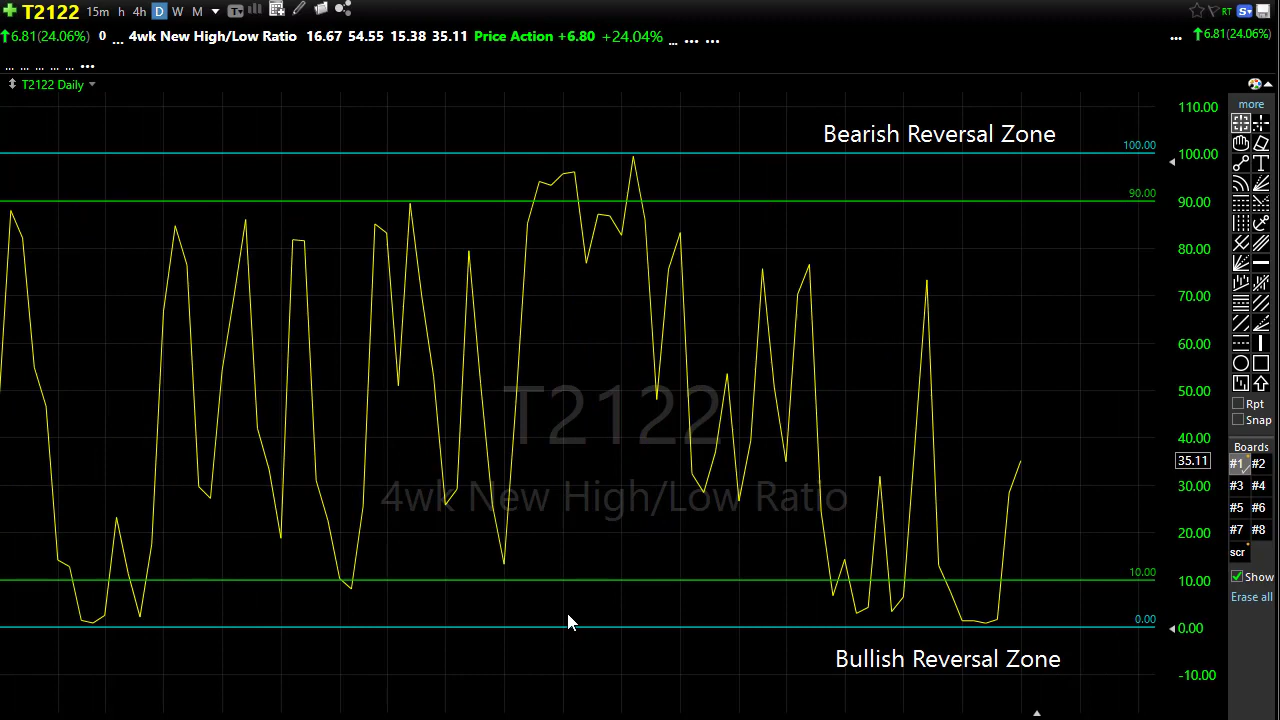 T2122 15m h 4h D W M T RT S
6.81(24.06%) 0 ... 4wk New High/Low Ratio 16.67 54.55 15.38 35.11 Price Action +6.80 +24.04% ... ... ... ... 6.81(24.06%)
... ... ... ... ... ...
T2122 Daily
more
110.00
Bearish Reversal Zone
100.00
100.00
90.00
90.00
80.00
70.00
60.00
50.00
T2122
40.00
Rpt
Snap
Boards
35.11
#1 #2
4wk New High/Low Ratio
30.00
#3 #4
#5 #6
20.00
#7 #8
scr
10.00
10.00
Show
Erase all
0.00
0.00
Bullish Reversal Zone
-10.00